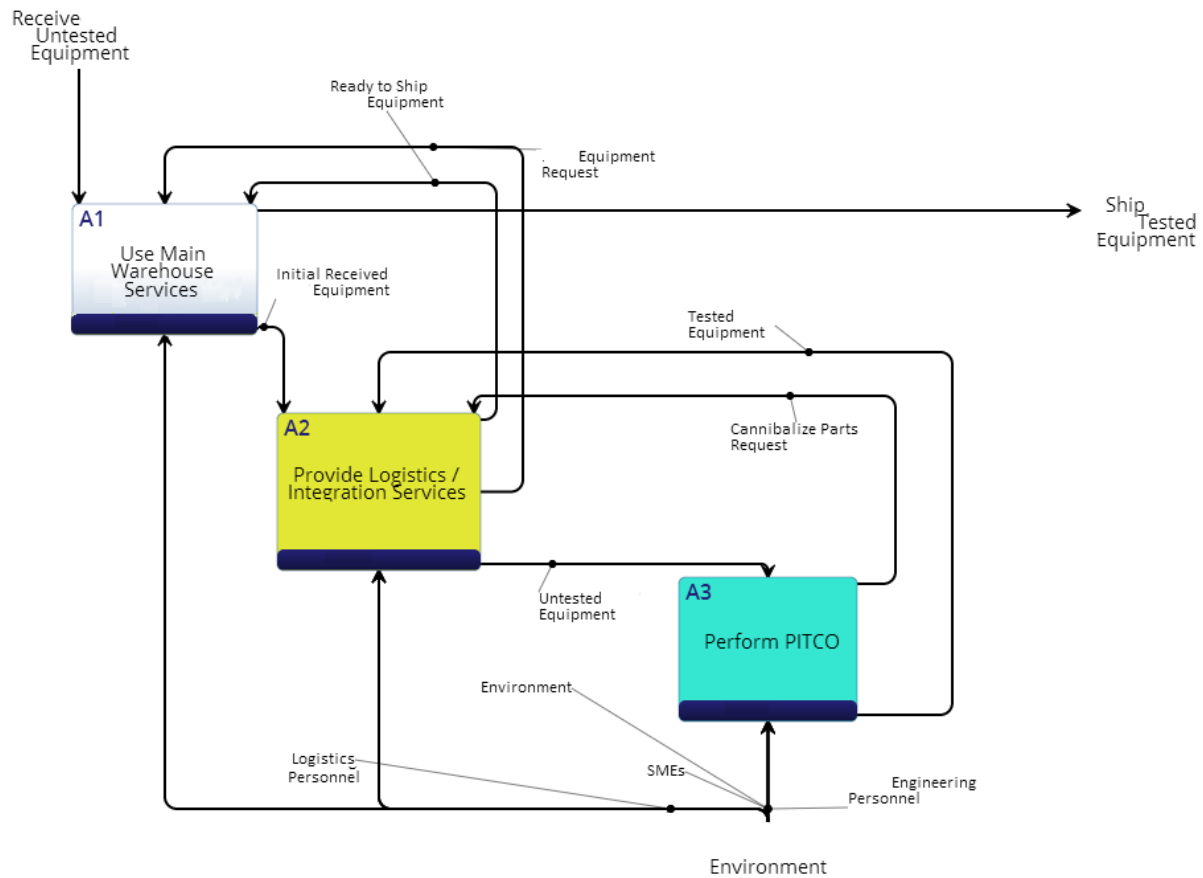 Receive
Untested
Equipment
Ready to Ship
Equipment
Equipment
Request
Ship
Tested
Equipment
A1
Use Main
Warehouse
Services
Initial Received
Equipment
Tested
Equipment
A2
Provide Logistics /
Integration Services
Cannibalize Parts
Request
Untested
Equipment
A3
Perform PITCO
Environment
Logistics
Personnel
SMEs
Engineering
Personnel
Environment